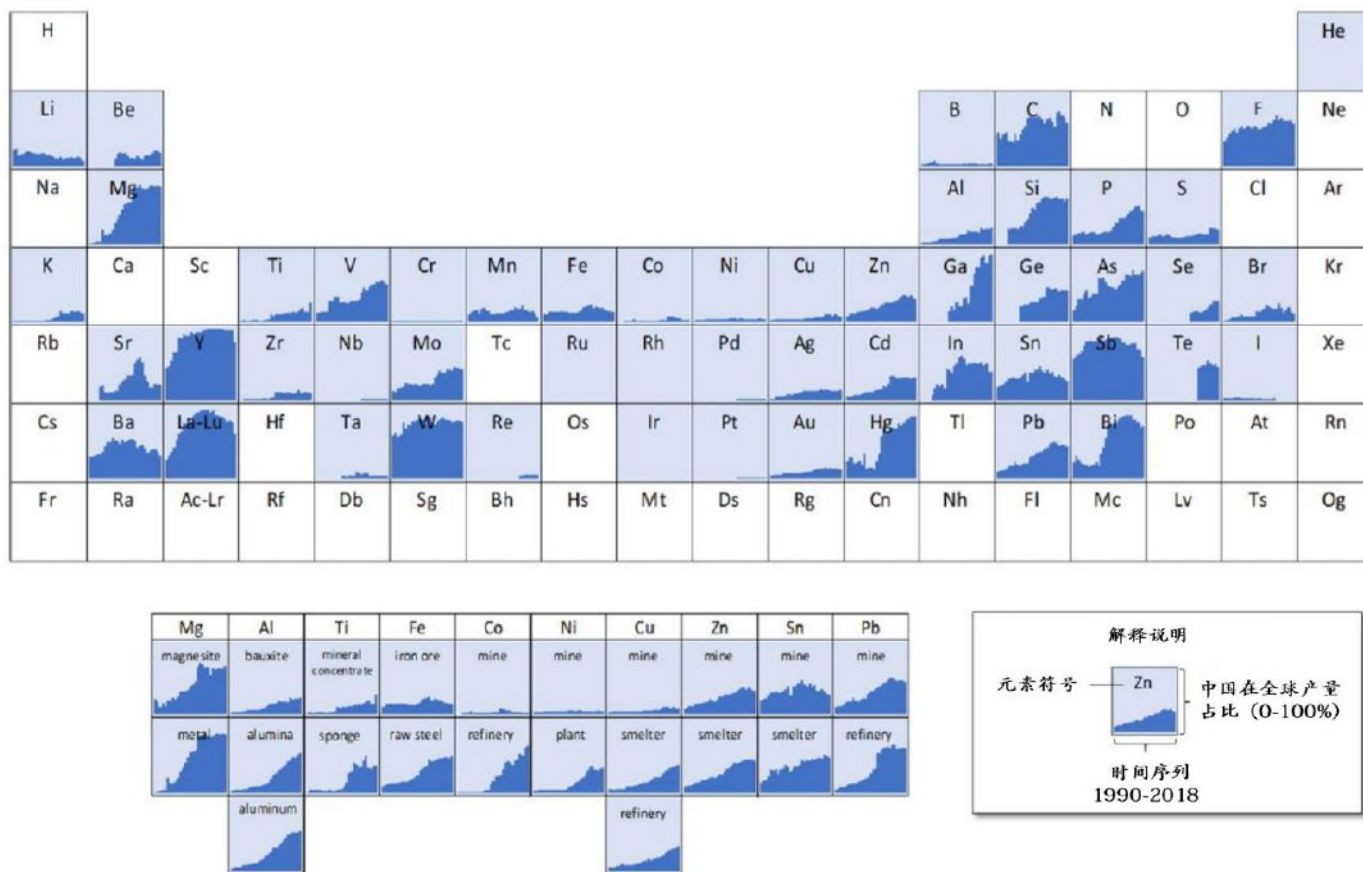 H He
Li Be B C N O F Ne
Na Mg Al Si P S Cl Ar
K Ca Sc Ti V Cr Mn Fe Co Ni Cu Zn Ga Ge As Se Br Kr
Rb Sr Y Zr Nb Mo Tc Ru Rh Pd Ag Cd In Sn Sb Te I Xe
Cs Ba La-Lu Hf Ta W Re Os Ir Pt Au Hg Tl Pb Bi Po At Rn
Fr Ra Ac-Lr Rf Db Sg Bh Hs Mt Ds Rg Cn Nh Fl Mc Lv Ts Og
Mg Al Ti Fe Co Ni Cu Zn Sn Pb
magnesite bauxite mineral concentrate iron ore mine mine mine mine mine mine
metal alumina sponge raw steel refinery plant smelter smelter smelter refinery
aluminum refinery
解释说明
元素符号 Zn 中国在全球产量
占比 (0-100%)
时间序列
1990-2018